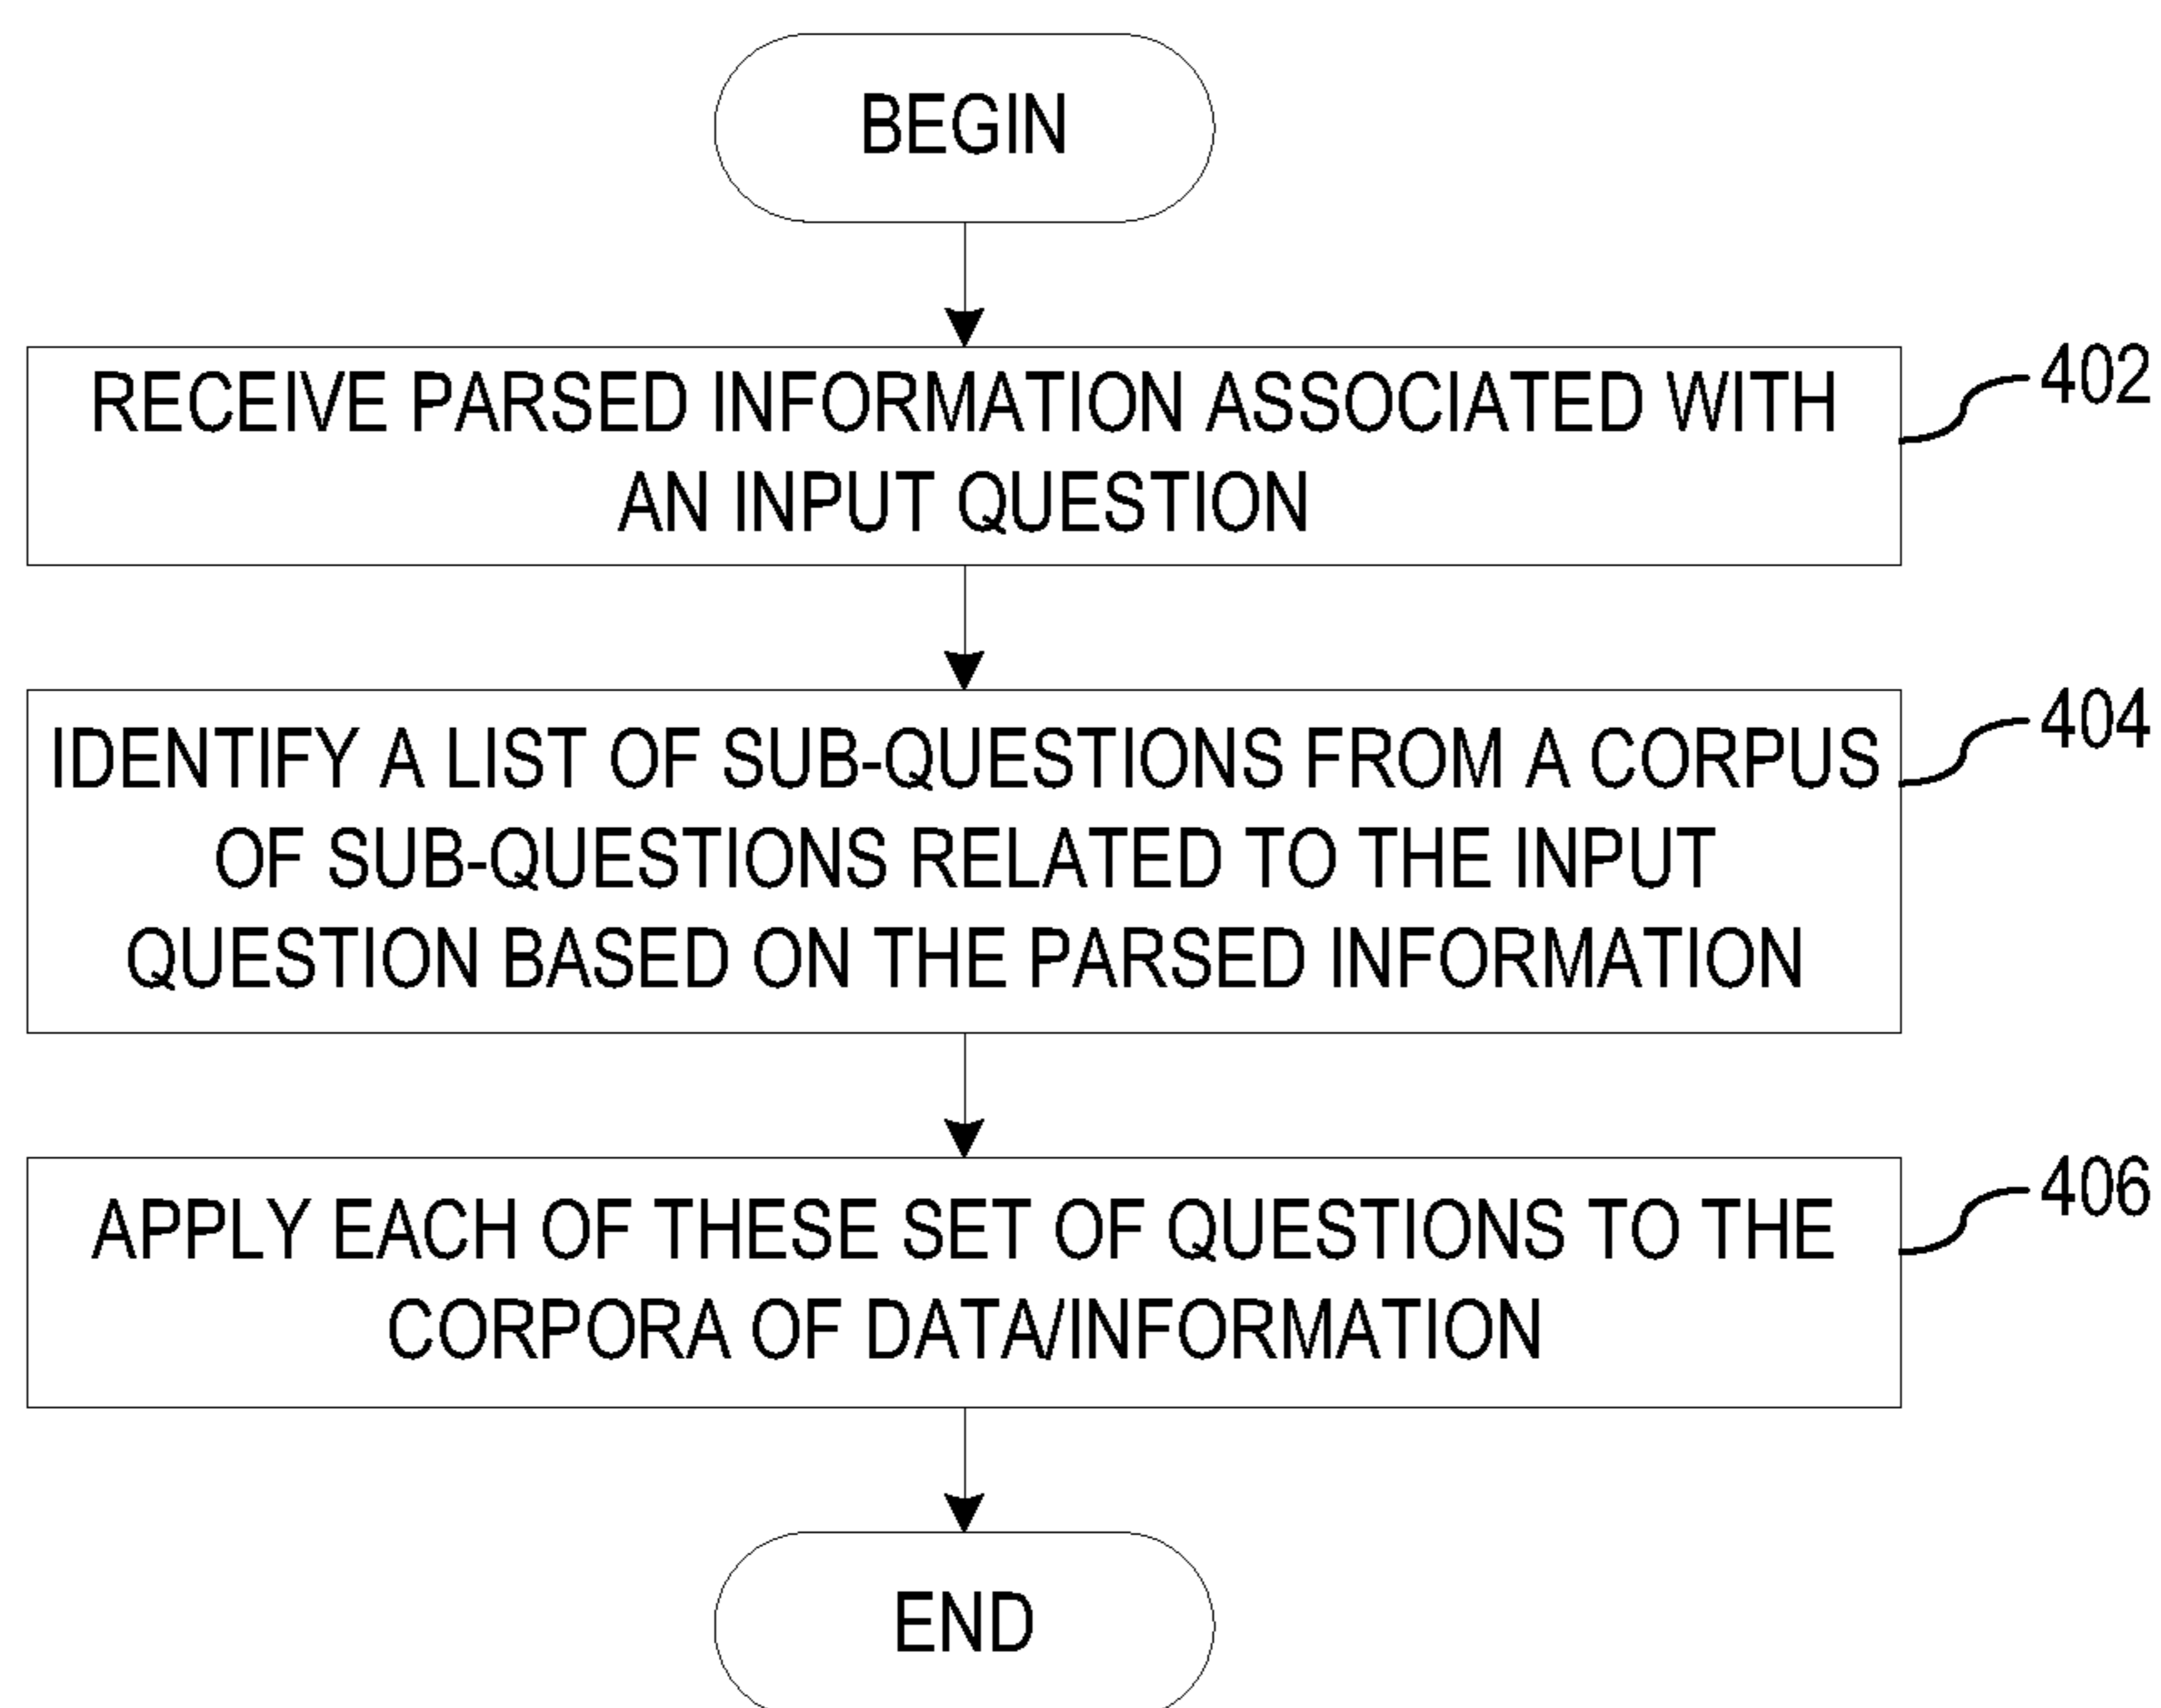 BEGIN
RECEIVE PARSED INFORMATION ASSOCIATED WITH
AN INPUT QUESTION
402
IDENTIFY A LIST OF SUB-QUESTIONS FROM A CORPUS
OF SUB-QUESTIONS RELATED TO THE INPUT
QUESTION BASED ON THE PARSED INFORMATION
404
APPLY EACH OF THESE SET OF QUESTIONS TO THE
CORPORA OF DATA/INFORMATION
406
END